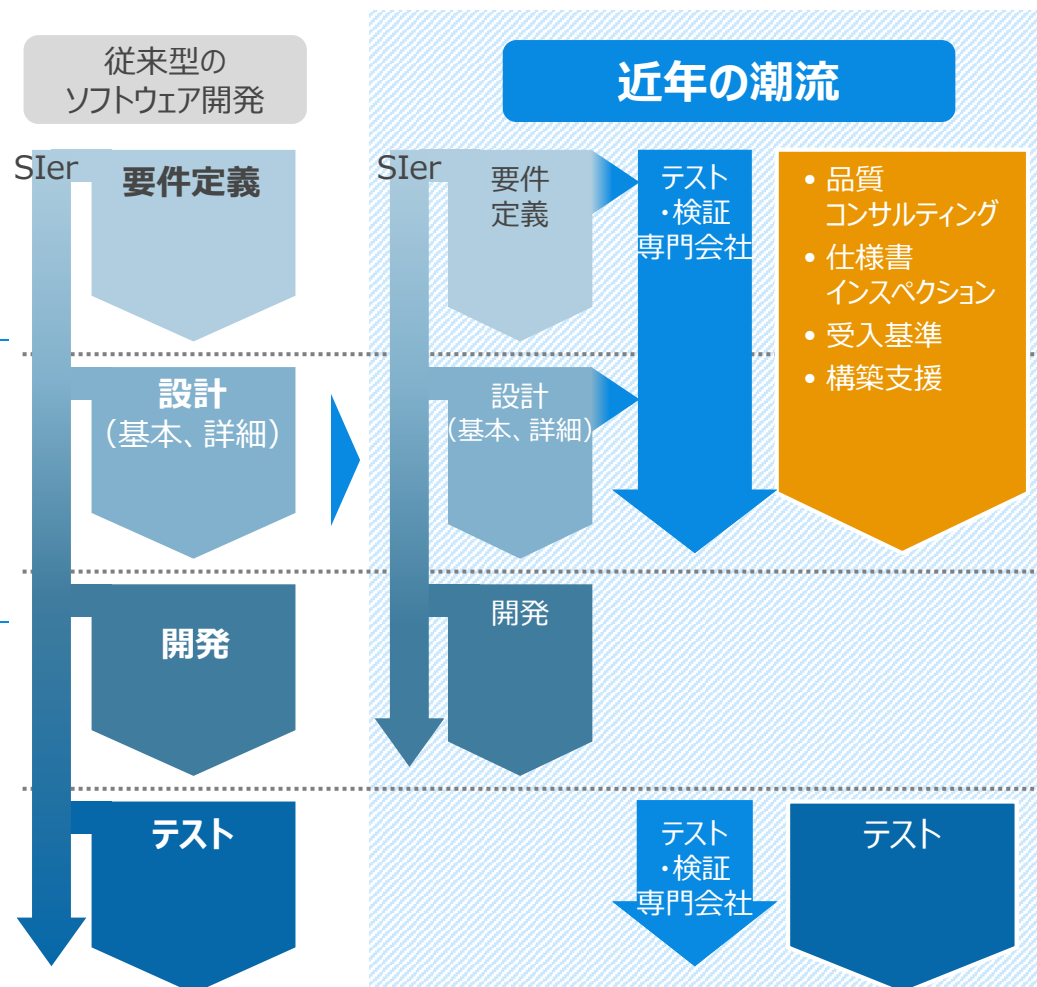 従来型の
ソフトウェア開発
近年の潮流
SIer
要件定義
設計
（基本、詳細）
開発
テスト
SIer
要件
定義
設計
（基本、詳細）
開発
テスト
・検証
専門会社
• 品質
コンサルティング
• 仕様書
インスペクション
• 受入基準
• 構築支援
テスト
・検証
専門会社
テスト